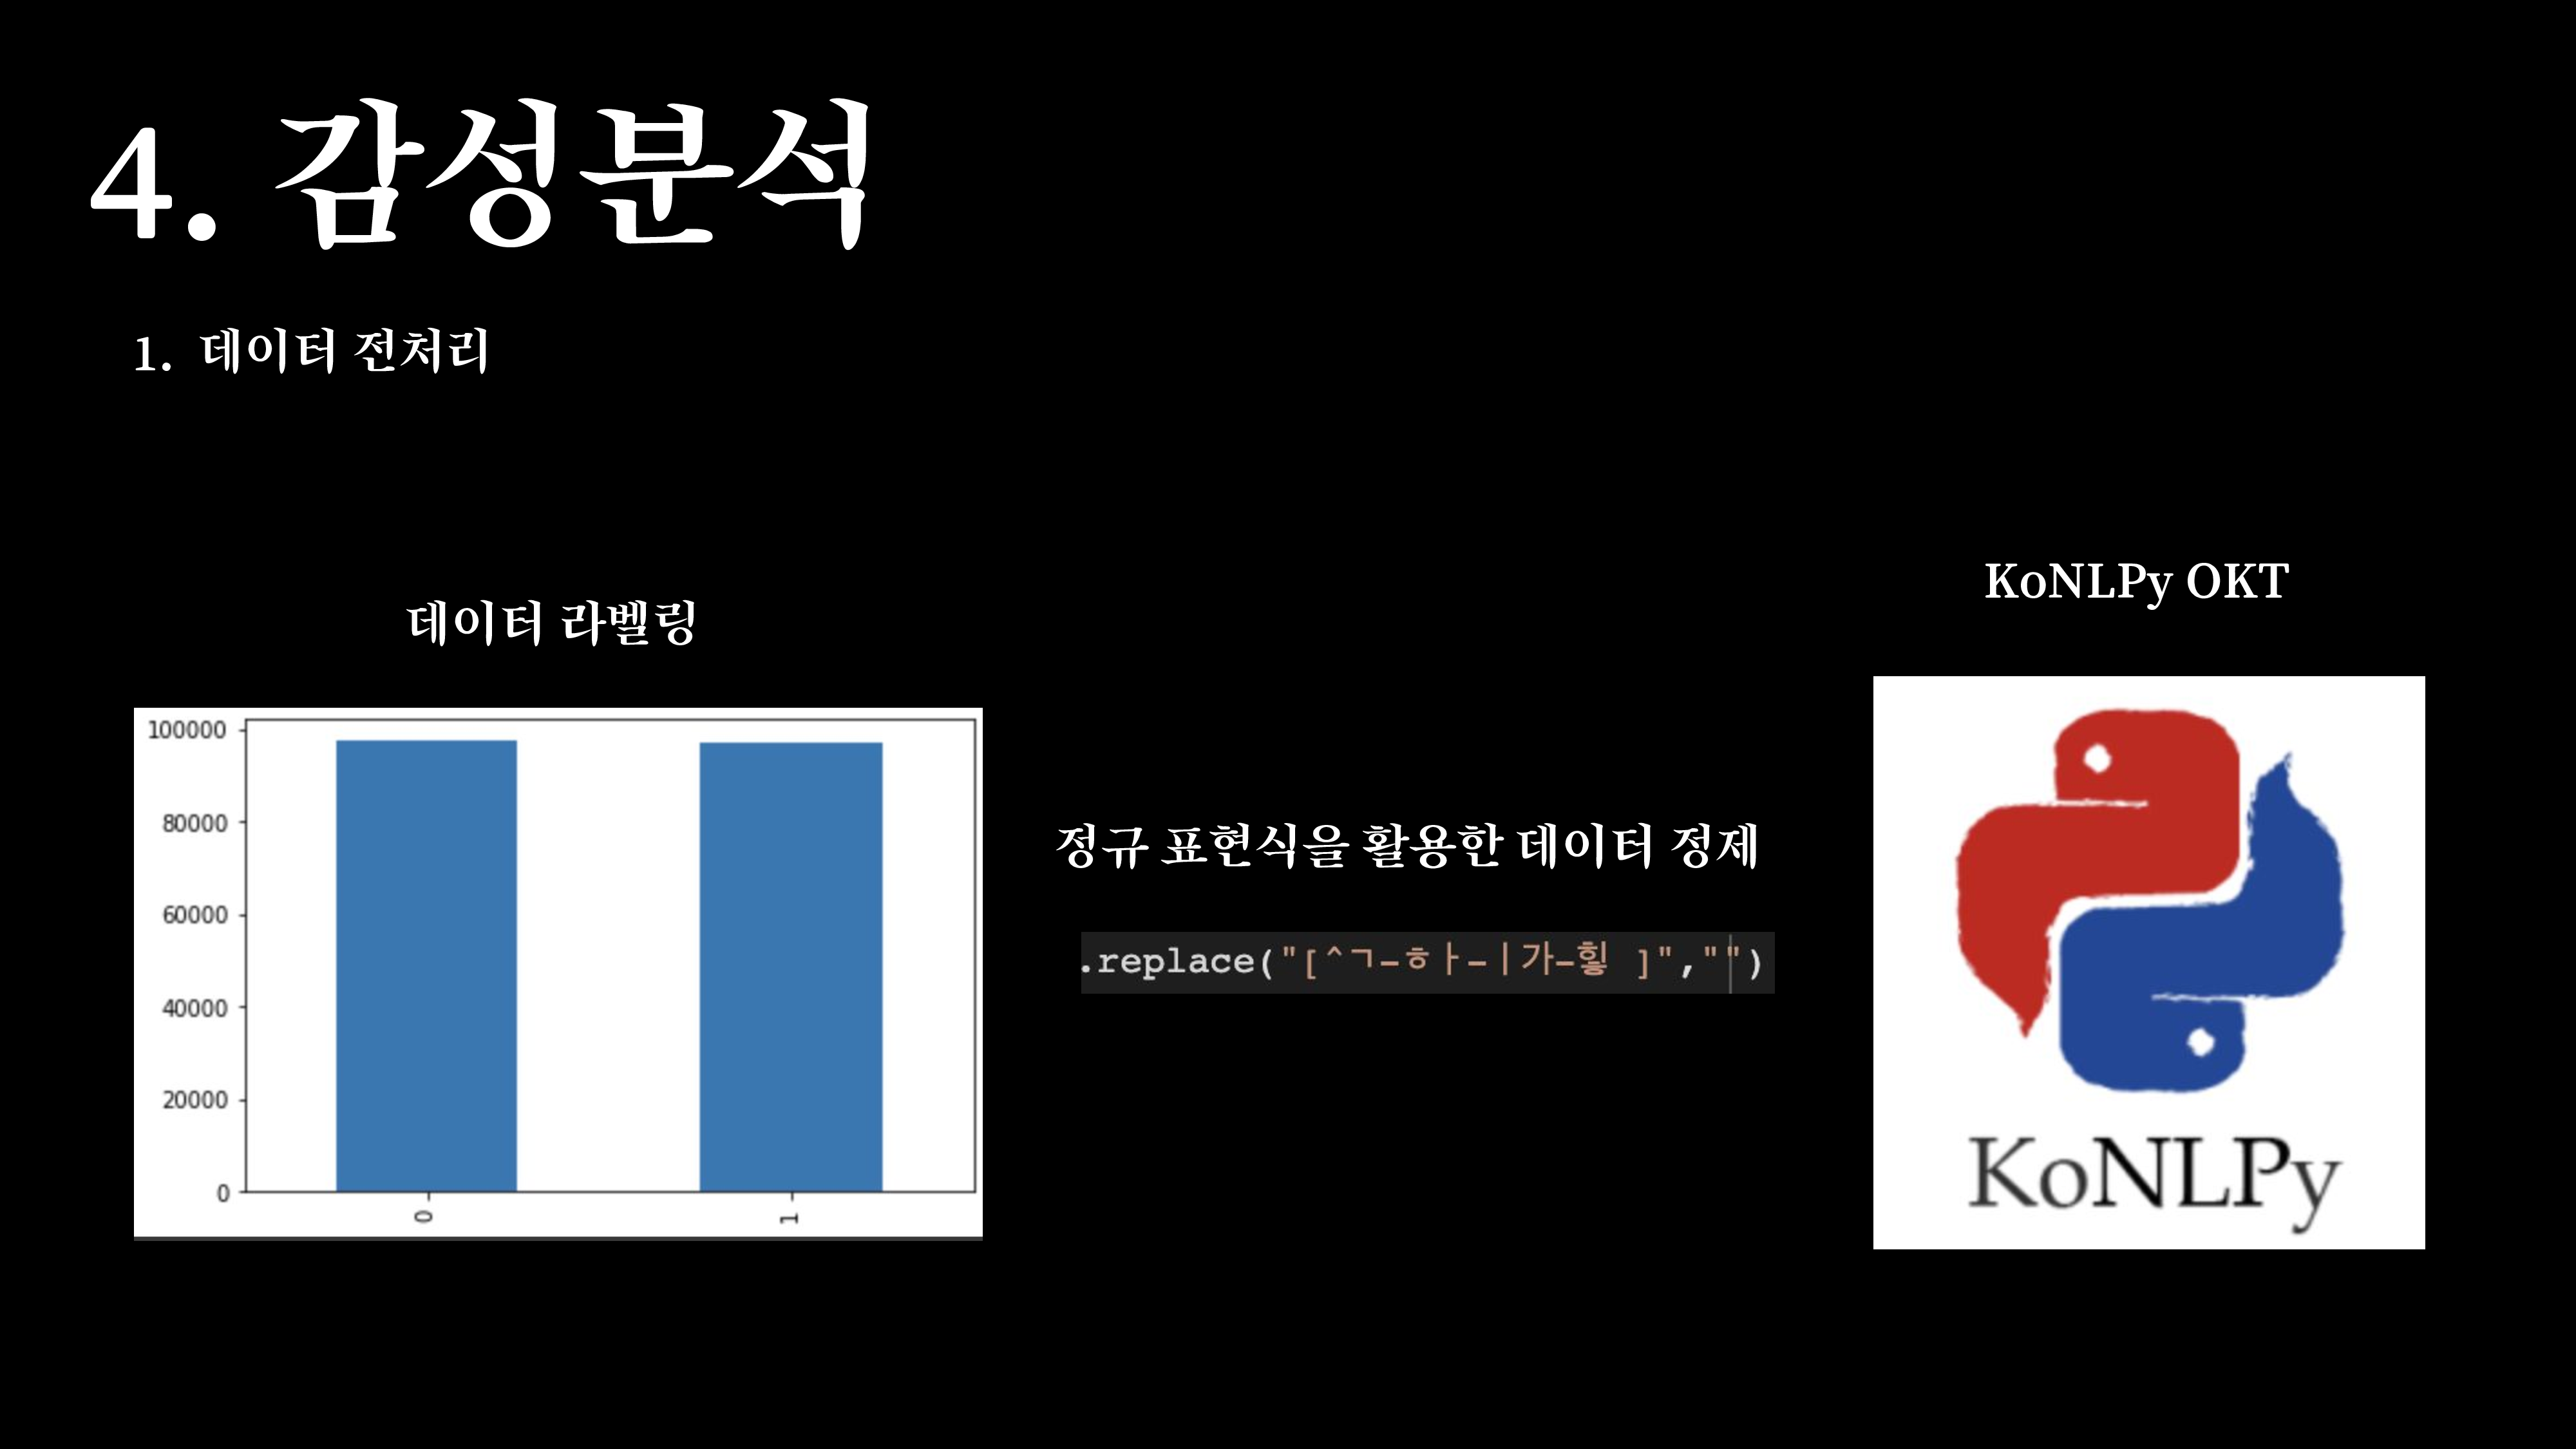 4. 감성분석
1. 데이터 전처리
데이터 라벨링
100000
80000
60000
40000
20000
0
0
1
정규 표현식을 활용한 데이터 정제
.replace("[^ㄱ-ㅎㅏ-ㅣ가-힣 ]","")
KoNLPy OKT
KoNLPy